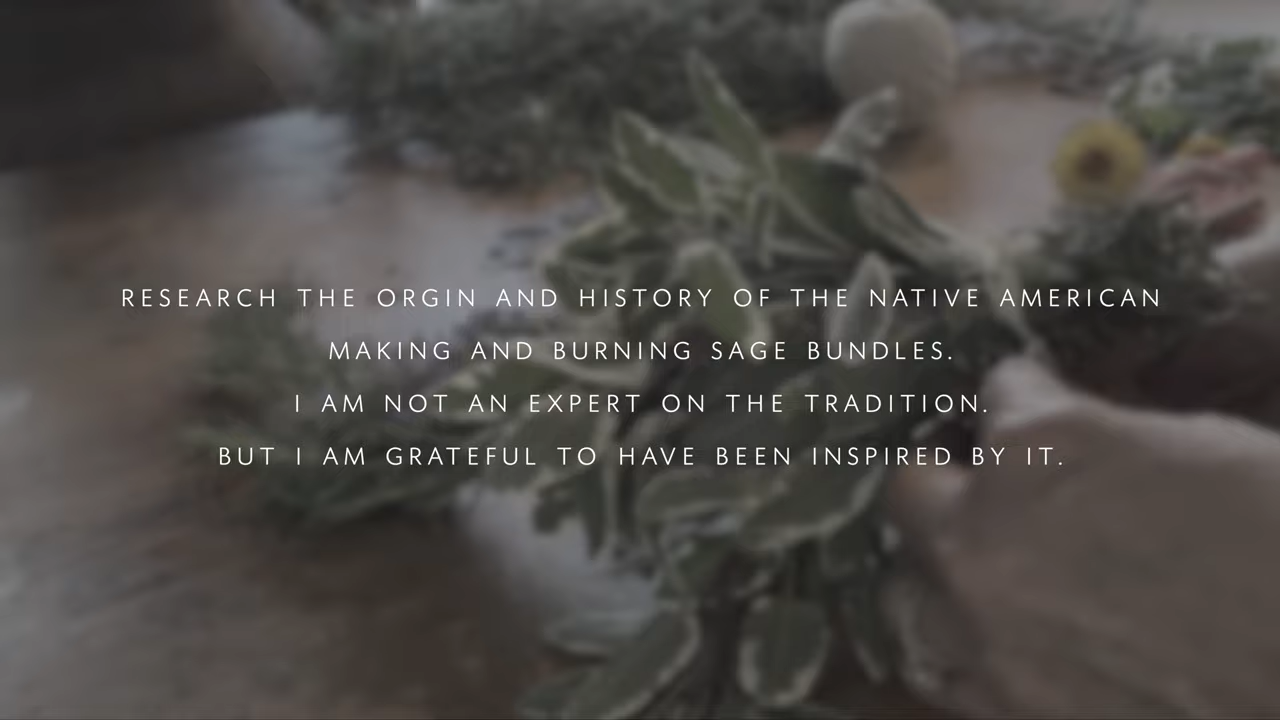 RESEARCH THE ORGIN AND HISTORY OF THE NATIVE AMERICAN
MAKING AND BURNING SAGE BUNDLES.
I AM NOT AN EXPERT ON THE TRADITION.
BUT I AM GRATEFUL TO HAVE BEEN INSPIRED BY IT.